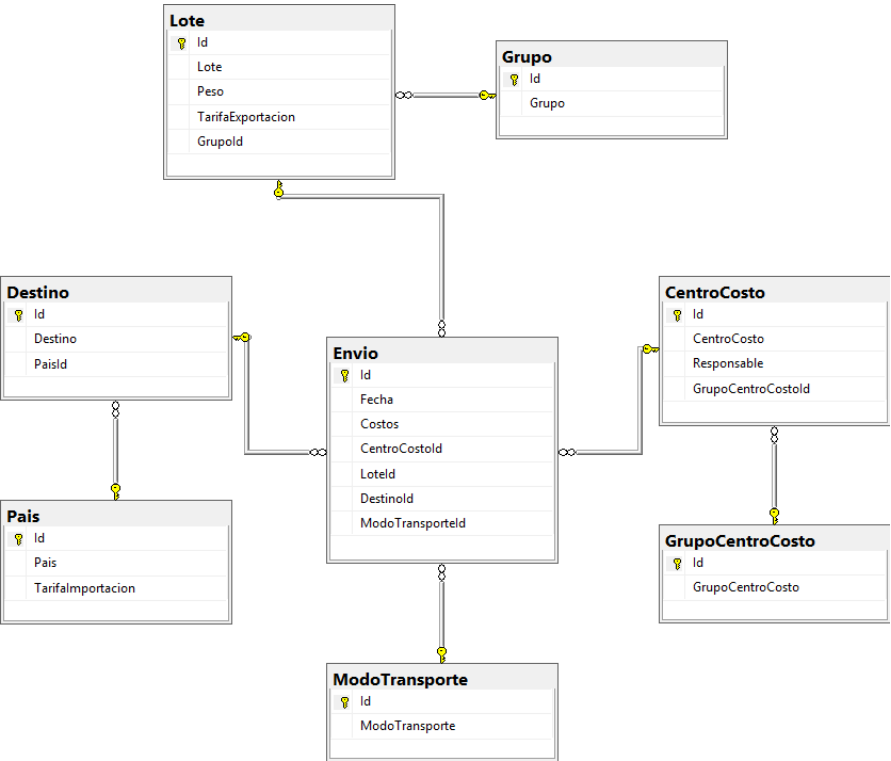 Lote
Id
Lote
Peso
TarifaExportacion
GrupoId
Grupo
Id
Grupo
Destino
Id
Destino
PaisId
Envio
Id
Fecha
Costos
CentroCostoId
LoteId
DestinoId
ModoTransporteId
CentroCosto
Id
CentroCosto
Responsable
GrupoCentroCostoId
Pais
Id
Pais
TarifaImportacion
GrupoCentroCosto
Id
GrupoCentroCosto
ModoTransporte
Id
ModoTransporte